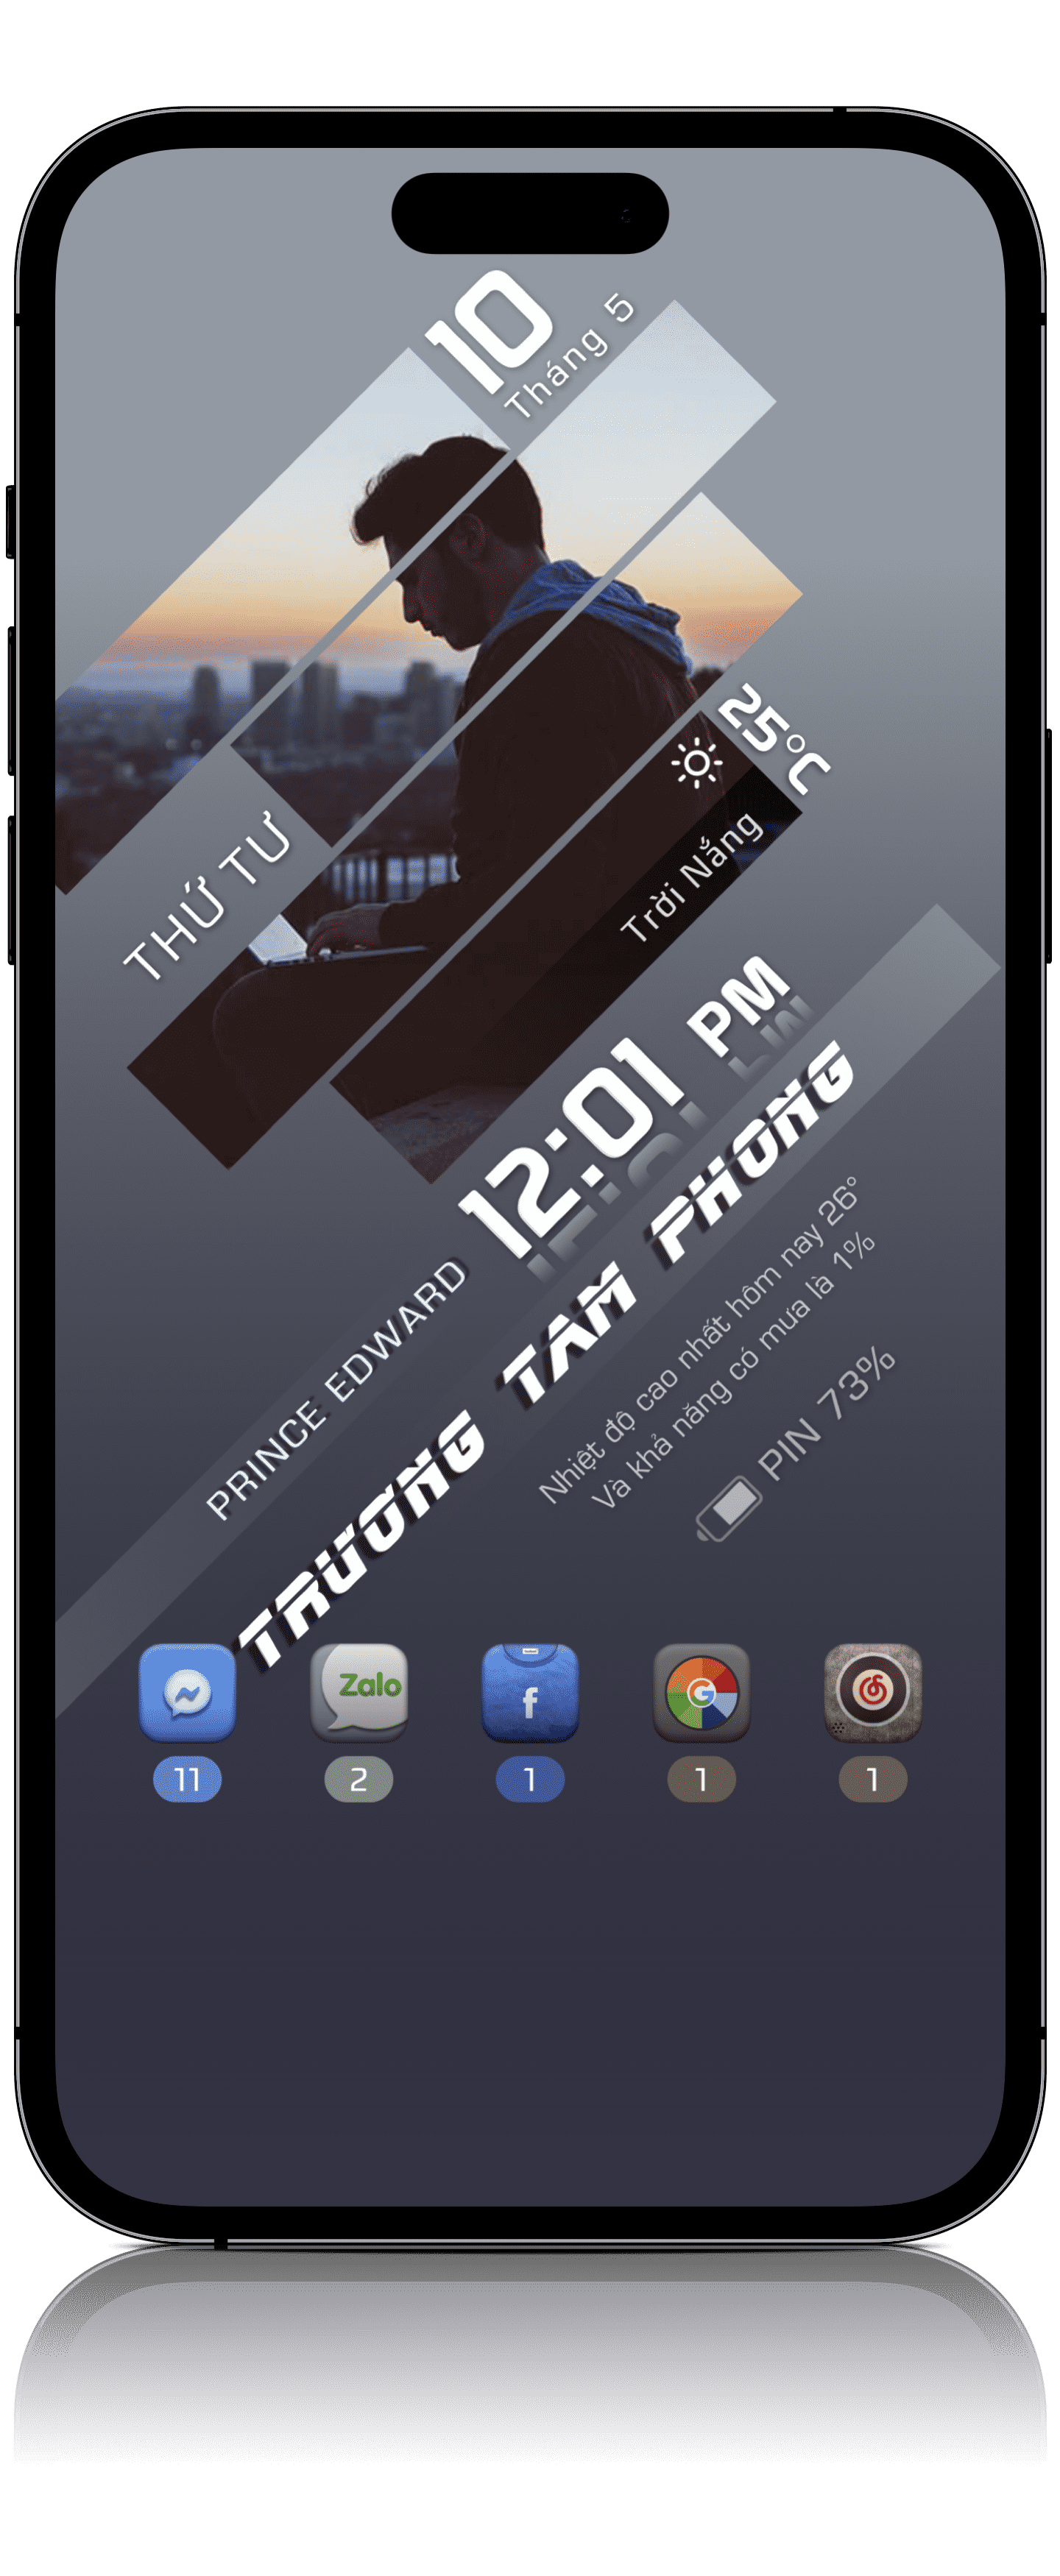 10
Tháng 5
THỨ TƯ
25°C
Trời Nắng
12:01 PM
PRINCE EDWARD
TRƯƠNG TAM PHONG
Nhiệt độ cao nhất hôm nay 26°
Và khả năng có mưa là 1%
PIN 73%
Zalo
f
G
11
2
1
1
1